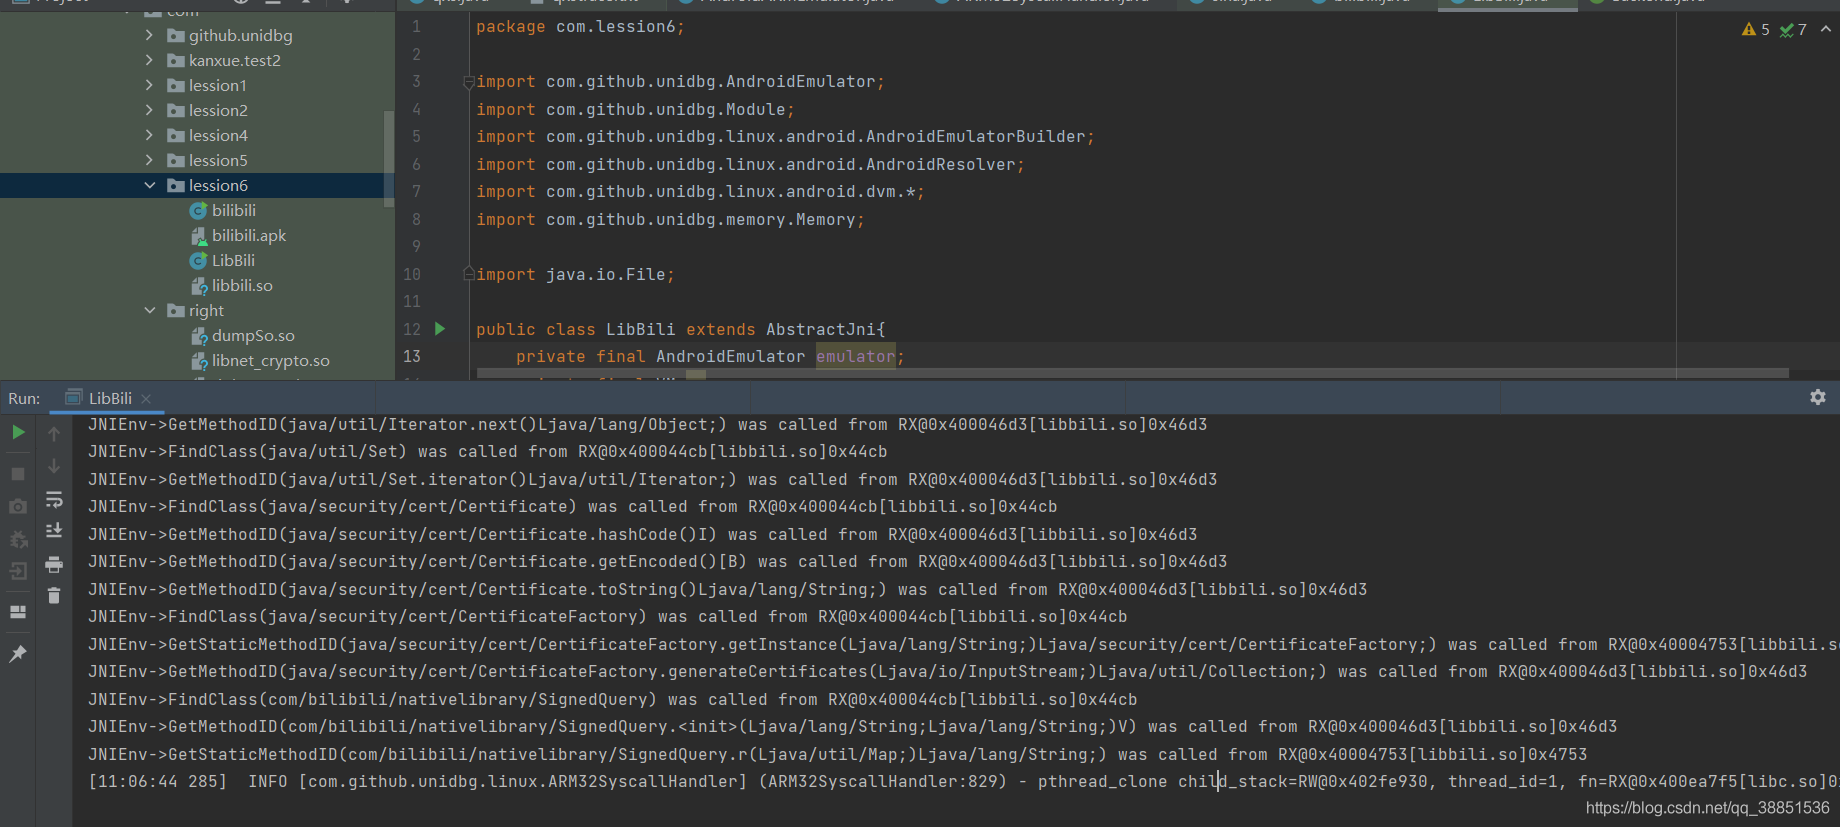 com
github.unidbg
kanxue.test2
lession1
lession2
lession4
lession5
lession6
bilibili
bilibili.apk
LibBili
libbili.so
right
dumpSo.so
libnet_crypto.so
5 7
1 package com.lession6;
2
3 import com.github.unidbg.AndroidEmulator;
4 import com.github.unidbg.Module;
5 import com.github.unidbg.linux.android.AndroidEmulatorBuilder;
6 import com.github.unidbg.linux.android.AndroidResolver;
7 import com.github.unidbg.linux.android.dvm.*;
8 import com.github.unidbg.memory.Memory;
9
10 import java.io.File;
11
12 public class LibBili extends AbstractJni{
13 private final AndroidEmulator emulator;
Run: LibBili
JNIEnv->GetMethodID(java/util/Iterator.next()Ljava/lang/Object;) was called from RX@0x400046d3[libbili.so]0x46d3
JNIEnv->FindClass(java/util/Set) was called from RX@0x400044cb[libbili.so]0x44cb
JNIEnv->GetMethodID(java/util/Set.iterator()Ljava/util/Iterator;) was called from RX@0x400046d3[libbili.so]0x46d3
JNIEnv->FindClass(java/security/cert/Certificate) was called from RX@0x400044cb[libbili.so]0x44cb
JNIEnv->GetMethodID(java/security/cert/Certificate.hashCode()I) was called from RX@0x400046d3[libbili.so]0x46d3
JNIEnv->GetMethodID(java/security/cert/Certificate.getEncoded()[B) was called from RX@0x400046d3[libbili.so]0x46d3
JNIEnv->GetMethodID(java/security/cert/Certificate.toString()Ljava/lang/String;) was called from RX@0x400046d3[libbili.so]0x46d3
JNIEnv->FindClass(java/security/cert/CertificateFactory) was called from RX@0x400044cb[libbili.so]0x44cb
JNIEnv->GetStaticMethodID(java/security/cert/CertificateFactory.getInstance(Ljava/lang/String;)Ljava/security/cert/CertificateFactory;) was called from RX@0x40004753[libbili.so
JNIEnv->GetMethodID(java/security/cert/CertificateFactory.generateCertificates(Ljava/io/InputStream;)Ljava/util/Collection;) was called from RX@0x400046d3[libbili.so]0x46d3
JNIEnv->FindClass(com/bilibili/nativelibrary/SignedQuery) was called from RX@0x400044cb[libbili.so]0x44cb
JNIEnv->GetMethodID(com/bilibili/nativelibrary/SignedQuery.<init>(Ljava/lang/String;Ljava/lang/String;)V) was called from RX@0x400046d3[libbili.so]0x46d3
JNIEnv->GetStaticMethodID(com/bilibili/nativelibrary/SignedQuery.r(Ljava/util/Map;)Ljava/lang/String;) was called from RX@0x40004753[libbili.so]0x4753
[11:06:44 285]  INFO [com.github.unidbg.linux.ARM32SyscallHandler] (ARM32SyscallHandler:829) - pthread_clone child_stack=RW@0x402fe930, thread_id=1, fn=RX@0x400ea7f5[libc.so]0
https://blog.csdn.net/qq_38851536